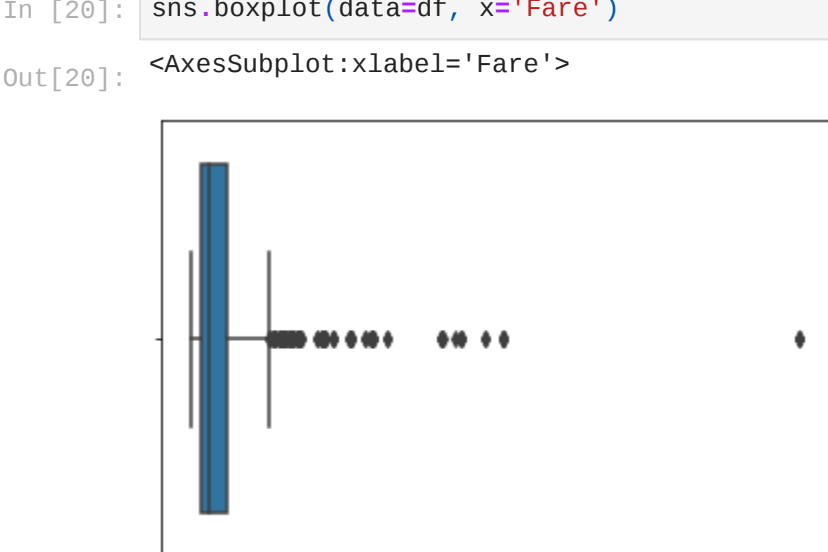 In [20]: sns.boxplot(data=df, x='Fare')
Out[20]: <AxesSubplot:xlabel='Fare'>